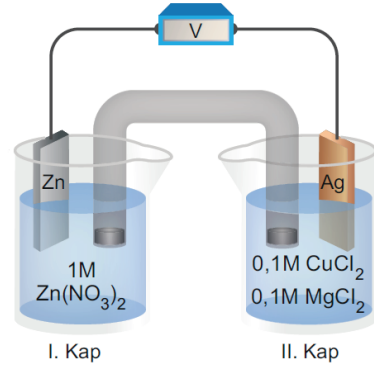 V
Zn
Ag
1M
Zn(NO₃)₂
0,1M CuCl₂
0,1M MgCl₂
I. Kap
II. Kap